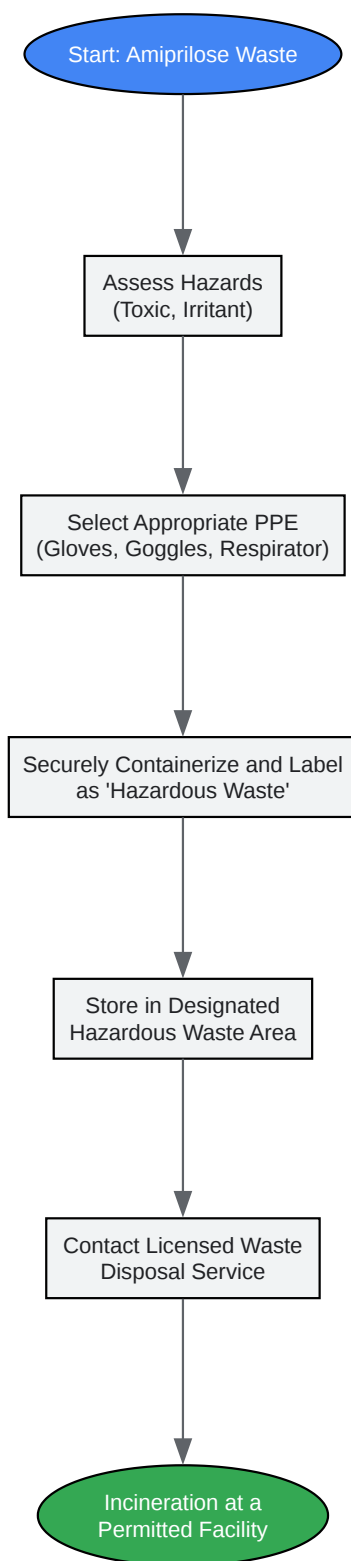 Start: Amiprilose Waste
Assess Hazards
(Toxic, Irritant)
Select Appropriate PPE
(Gloves, Goggles, Respirator)
Securely Containerize and Label
as 'Hazardous Waste'
Store in Designated
Hazardous Waste Area
Contact Licensed Waste
Disposal Service
Incineration at a
Permitted Facility